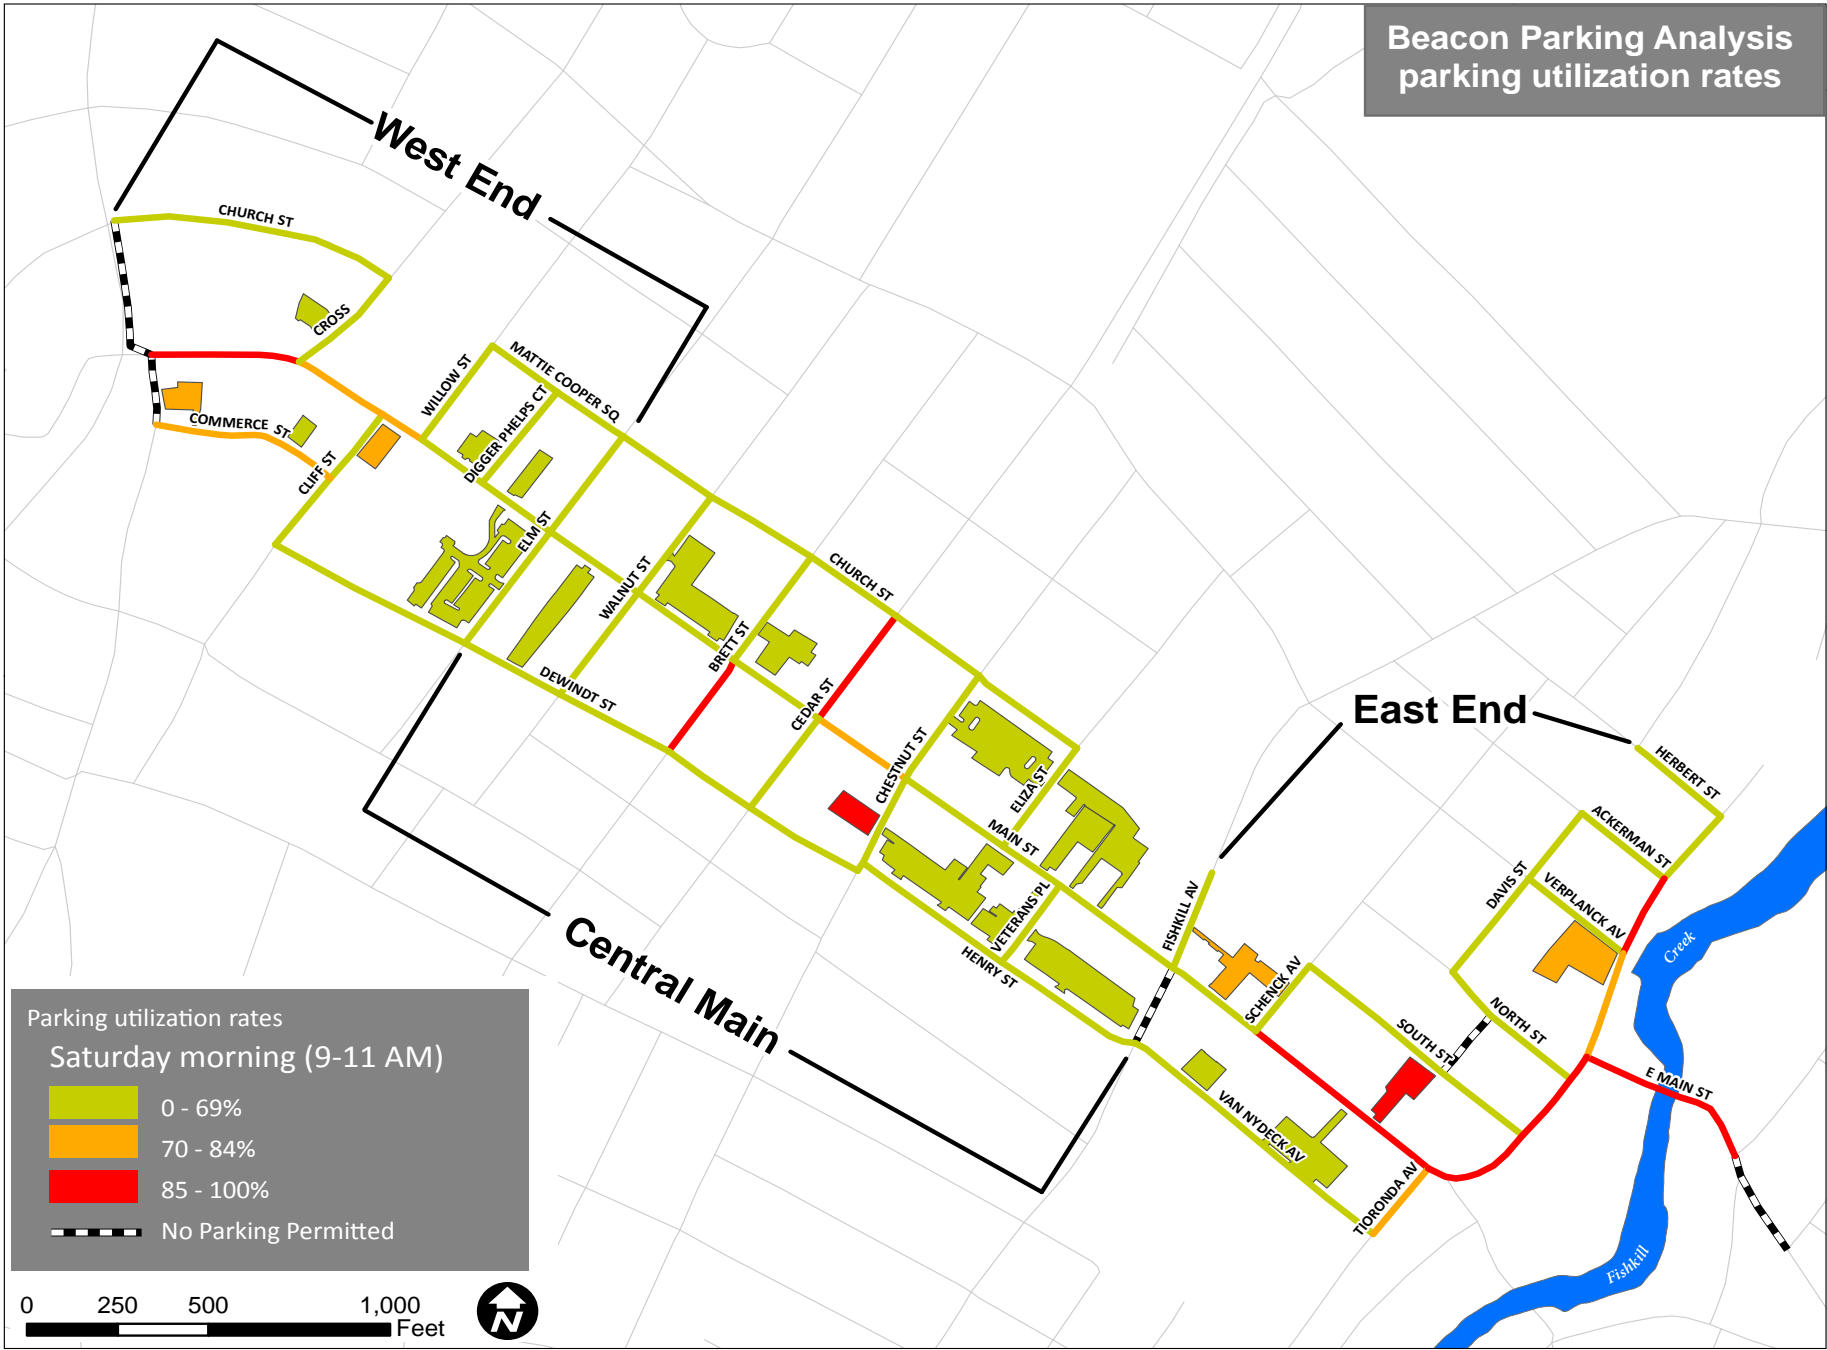 Beacon Parking Analysis
parking utilization rates
West End
CHURCH ST
CROSS
COMMERCE ST
CLIFF ST
WILLOW ST
MATTIE COOPER SQ
DIGGER PHELPS CT
ELM ST
WALNUT ST
DEWINDT ST
BRETT ST
CEDAR ST
CHURCH ST
CHESTNUT ST
ELIZA ST
MAIN ST
VETERANS PL
HENRY ST
Central Main
East End
FISHKILL AV
SCHENCK AV
SOUTH ST
VAN NYDECK AV
TIORONDA AV
NORTH ST
DAVIS ST
VERPLANCK AV
ACKERMAN ST
HERBERT ST
E MAIN ST
Creek
Fishkill
Parking utilization rates
Saturday morning (9-11 AM)
0 - 69%
70 - 84%
85 - 100%
No Parking Permitted
0 250 500 1,000
Feet
N